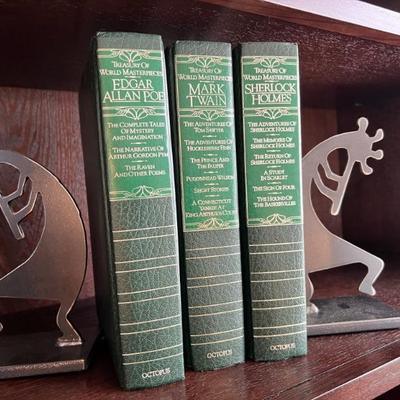 TREASURY OF
WORLD MASTERPIECES
EDGAR
ALLAN POE
THE COMPLETE TALES
OF MYSTERY
AND IMAGINATION
THE NARRATIVE OF
ARTHUR GORDON PYM
THE RAVEN
AND OTHER POEMS
OCTOPUS
TREASURY OF
WORLD MASTERPIECES
MARK
TWAIN
THE ADVENTURES OF
TOM SAWYER
THE ADVENTURES OF
HUCKLEBERRY FINN
THE PRINCE AND
THE PAUPER
PUDD'NHEAD WILSON
SHORT STORIES
A CONNECTICUT
YANKEE AT
KING ARTHUR'S COURT
OCTOPUS
TREASURY OF
WORLD MASTERPIECES
SHERLOCK
HOLMES
THE ADVENTURES OF
SHERLOCK HOLMES
THE MEMOIRS OF
SHERLOCK HOLMES
THE RETURN OF
SHERLOCK HOLMES
A STUDY
IN SCARLET
THE SIGN OF FOUR
THE HOUND OF
THE BASKERVILLES
OCTOPUS